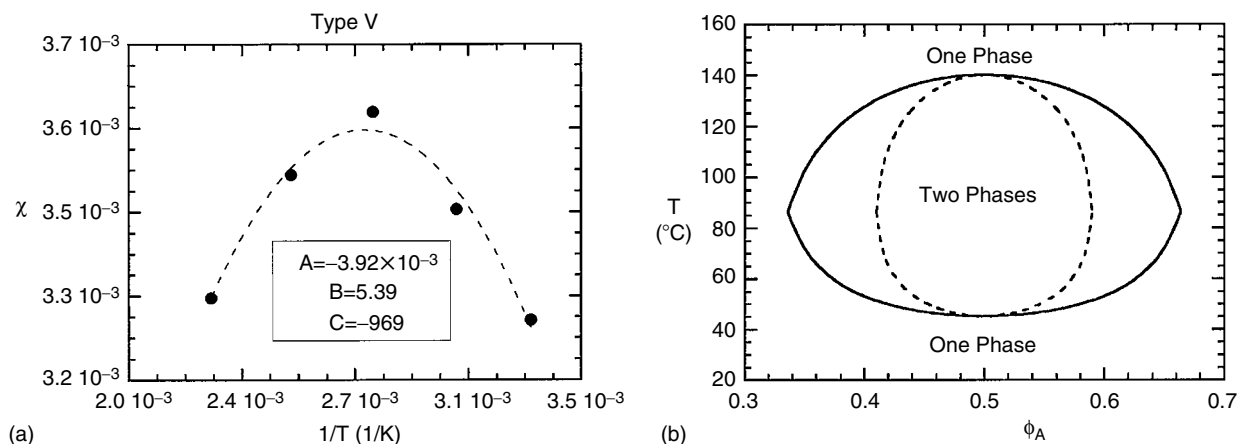 Type V
3.7 10⁻³
3.6 10⁻³
χ
3.5 10⁻³
3.3 10⁻³
3.2 10⁻³
A=−3.92×10⁻³
B=5.39
C=−969
2.0 10⁻³
2.4 10⁻³
2.7 10⁻³
3.1 10⁻³
3.5 10⁻³
1/T (1/K)
(a)
160
140
120
100
T
(°C)
80
60
40
20
One Phase
Two Phases
One Phase
0.3
0.4
0.5
0.6
0.7
ϕA
(b)